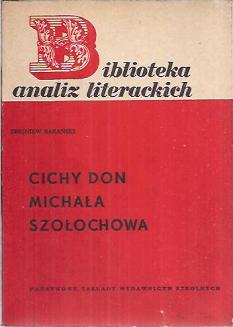 Biblioteka
analiz literackich
ZBIGNIEW BARAŃSKI
CICHY DON
MICHAŁA
SZOŁOCHOWA
PAŃSTWOWE ZAKŁADY WYDAWNICTW SZKOLNYCH